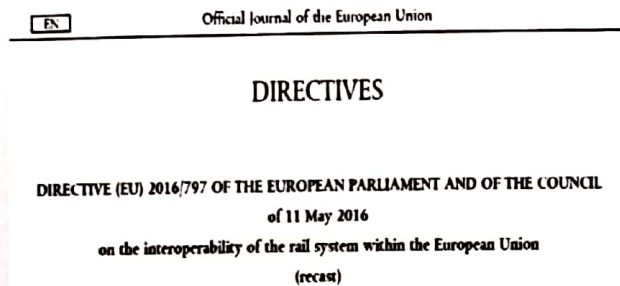 EN
Official Journal of the European Union
DIRECTIVES
DIRECTIVE (EU) 2016/797 OF THE EUROPEAN PARLIAMENT AND OF THE COUNCIL
of 11 May 2016
on the interoperability of the rail system within the European Union
(recast)